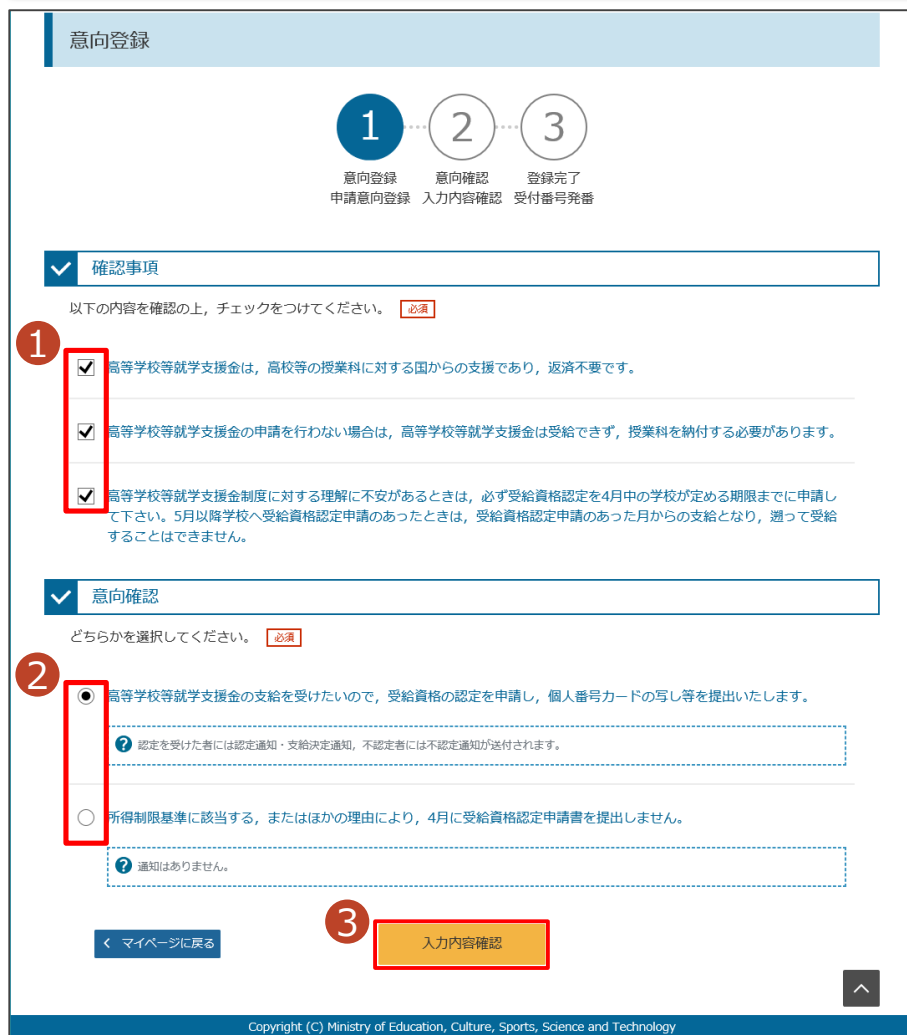 意向登録
1 2 3
意向登録 意向確認 登録完了
申請意向登録 入力内容確認 受付番号発番
確認事項
以下の内容を確認の上，チェックをつけてください。 必須
1
高等学校等就学支援金は，高校等の授業科に対する国からの支援であり，返済不要です。
高等学校等就学支援金の申請を行わない場合は，高等学校等就学支援金は受給できず，授業科を納付する必要があります。
高等学校等就学支援金制度に対する理解に不安があるときは，必ず受給資格認定を4月中の学校が定める期限までに申請し
て下さい。5月以降学校へ受給資格認定申請のあったときは，受給資格認定申請のあった月からの支給となり，遡って受給
することはできません。
意向確認
どちらかを選択してください。 必須
2
高等学校等就学支援金の支給を受けたいので，受給資格の認定を申請し，個人番号カードの写し等を提出いたします。
? 認定を受けた者には認定通知・支給決定通知，不認定者には不認定通知が送付されます。
所得制限基準に該当する，またはほかの理由により，4月に受給資格認定申請書を提出しません。
? 通知はありません。
3
マイページに戻る 入力内容確認
Copyright (C) Ministry of Education, Culture, Sports, Science and Technology